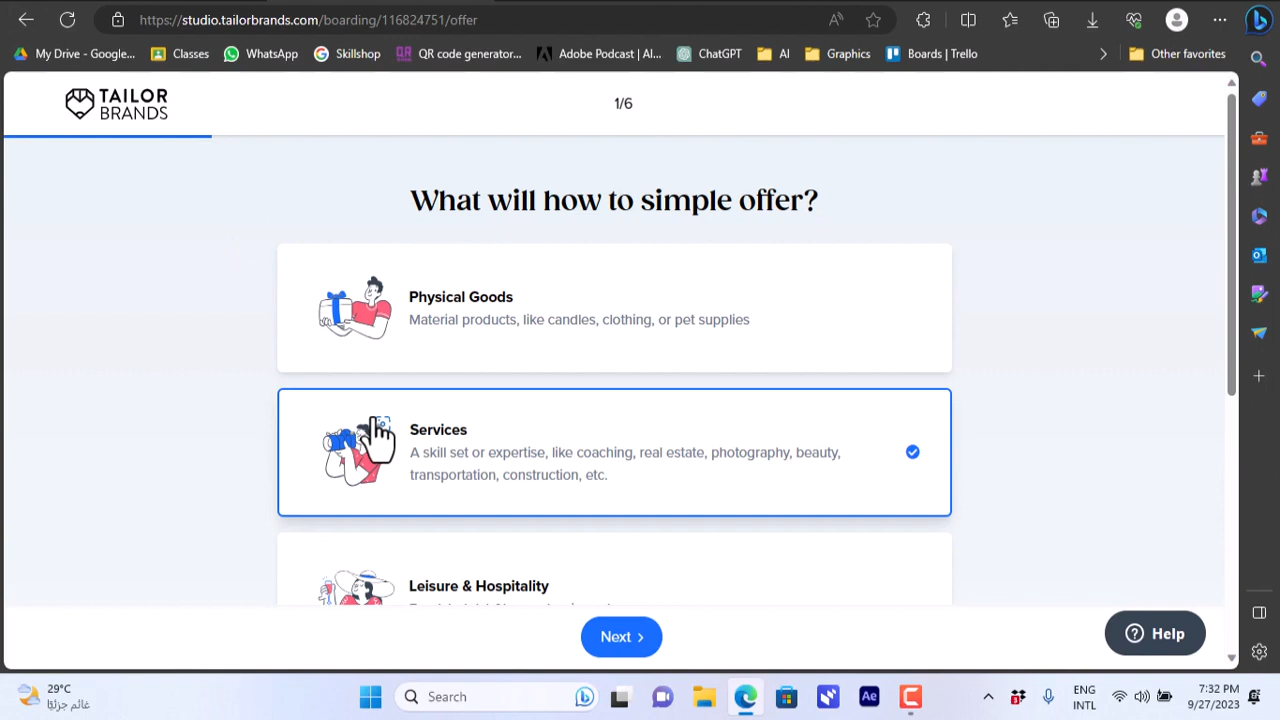 https://studio.tailorbrands.com/boarding/116824751/offer
My Drive - Google...
Classes
WhatsApp
Skillshop
QR code generator...
Adobe Podcast | AI...
ChatGPT
AI
Graphics
Boards | Trello
Other favorites
TAILOR
BRANDS
1/6
What will how to simple offer?
Physical Goods
Material products, like candles, clothing, or pet supplies
Services
A skill set or expertise, like coaching, real estate, photography, beauty,
transportation, construction, etc.
Leisure & Hospitality
Next
Help
29°C
غائم جزئيًا
Search
Ae
3
ENG
INTL
7:32 PM
9/27/2023